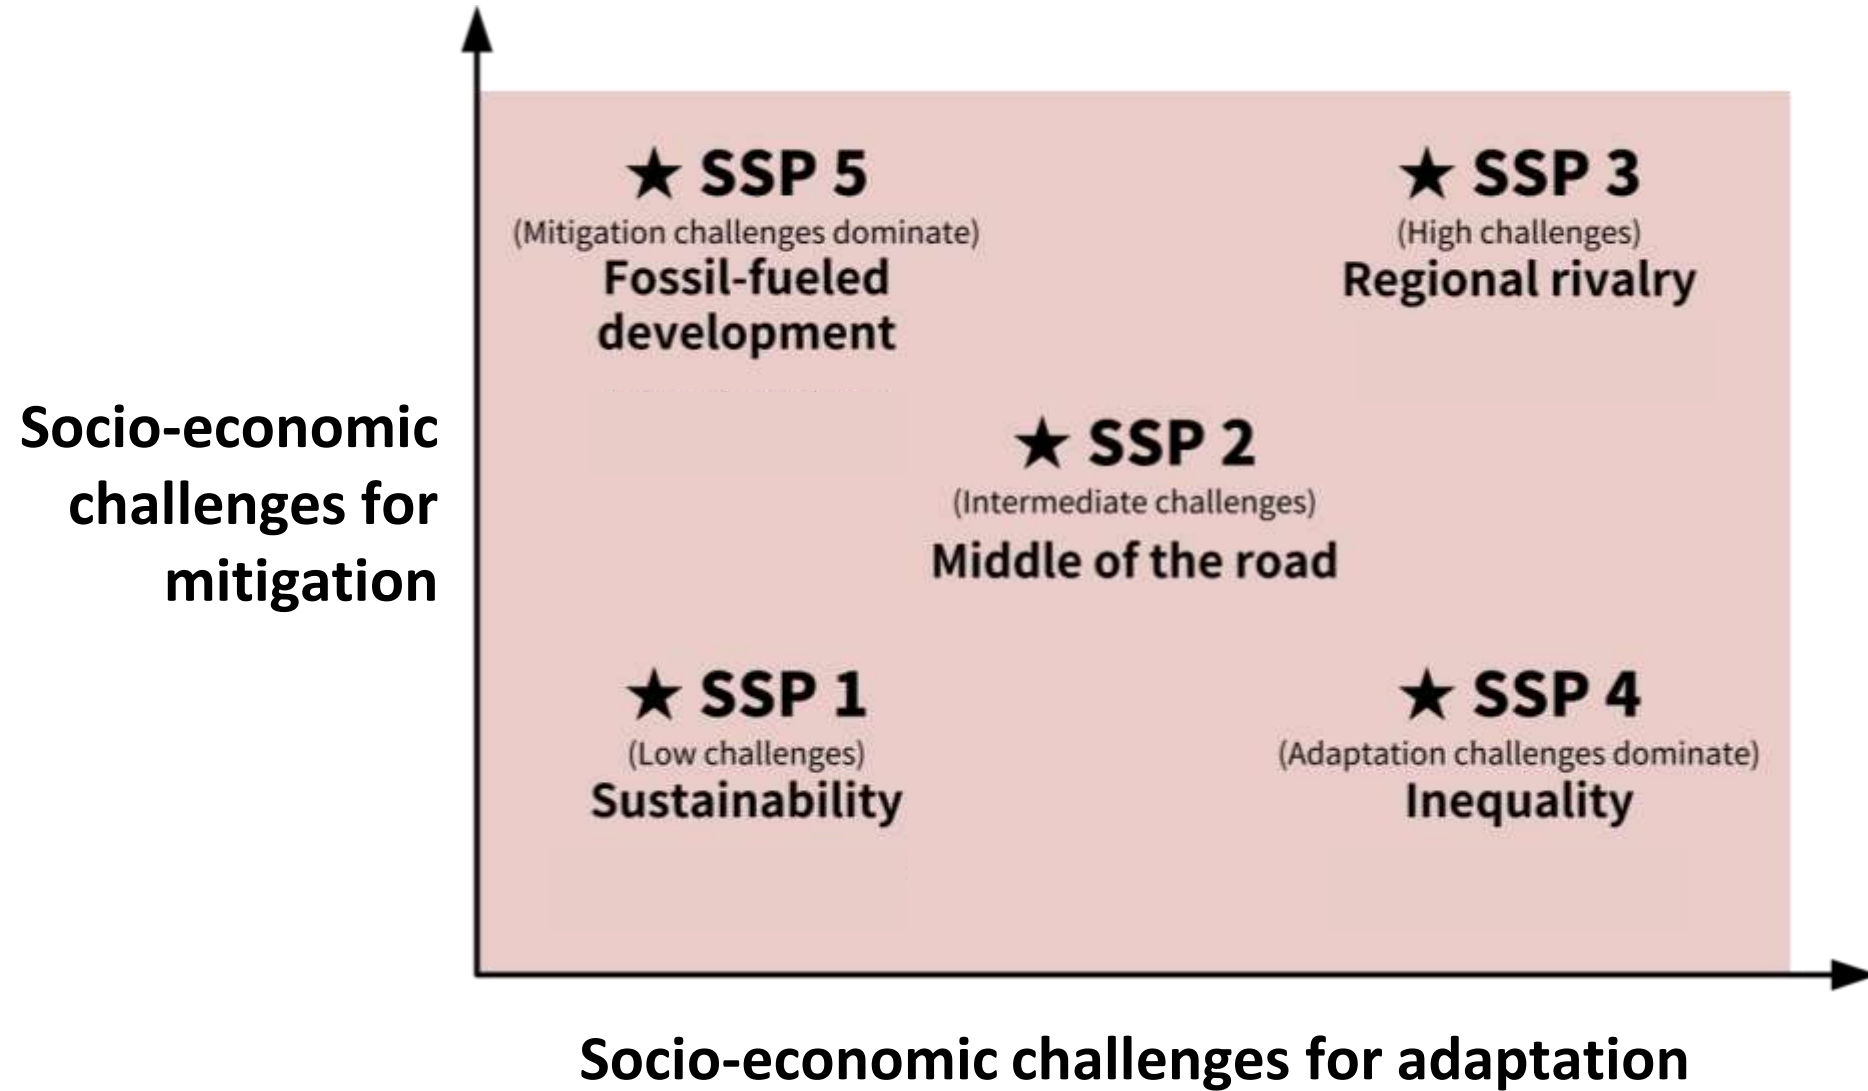 ★ SSP 5
(Mitigation challenges dominate)
Fossil-fueled
development
★ SSP 3
(High challenges)
Regional rivalry
Socio-economic
challenges for
mitigation
★ SSP 2
(Intermediate challenges)
Middle of the road
★ SSP 1
(Low challenges)
Sustainability
★ SSP 4
(Adaptation challenges dominate)
Inequality
Socio-economic challenges for adaptation